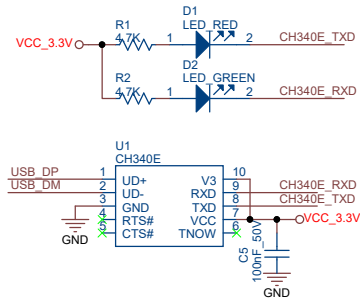 R1
D1
LED_RED
VCC_3.3V
4.7K
1
2
CH340E_TXD
D2
R2
LED_GREEN
4.7K
1
2
CH340E_RXD
U1
CH340E
USB_DP
1
UD+
V3
10
USB_DM
2
UD-
RXD
9
CH340E_RXD
3
GND
TXD
8
CH340E_TXD
4
RTS#
VCC
7
VCC_3.3V
5
CTS#
TNOW
6
GND
C5
100nF_50V
GND